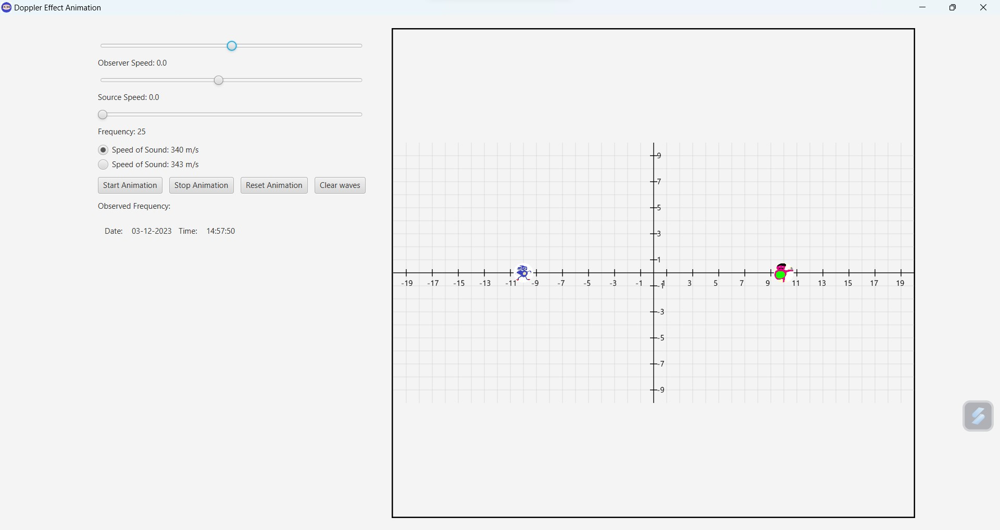 Doppler Effect Animation
Observer Speed: 0.0
Source Speed: 0.0
Frequency: 25
Speed of Sound: 340 m/s
Speed of Sound: 343 m/s
Start Animation Stop Animation Reset Animation Clear waves
Observed Frequency:
Date: 03-12-2023 Time: 14:57:50
9
7
5
3
1
-19 -17 -15 -13 -11 -9 -7 -5 -3 -1 1 3 5 7 9 11 13 15 17 19
-1
-3
-5
-7
-9